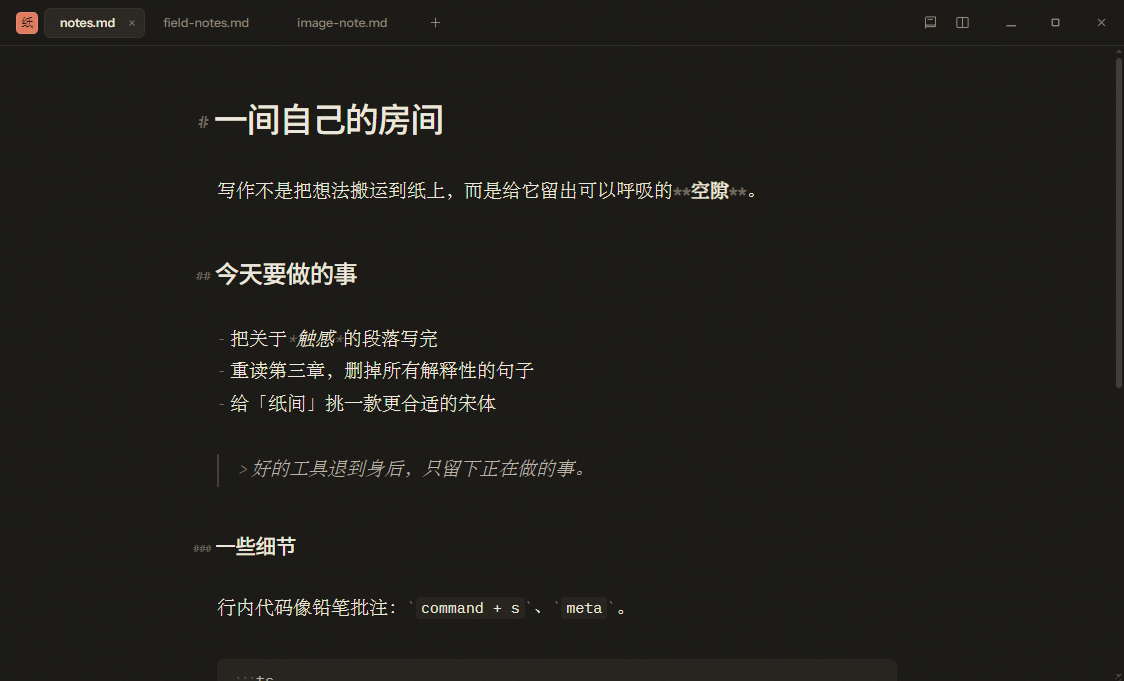 纸 notes.md × field-notes.md image-note.md +
# 一间自己的房间
写作不是把想法搬运到纸上，而是给它留出可以呼吸的**空隙**。
## 今天要做的事
- 把关于*触感*的段落写完
- 重读第三章，删掉所有解释性的句子
- 给「纸间」挑一款更合适的宋体
> 好的工具退到身后，只留下正在做的事。
### 一些细节
行内代码像铅笔批注：`command + s`、`meta`。
```ts